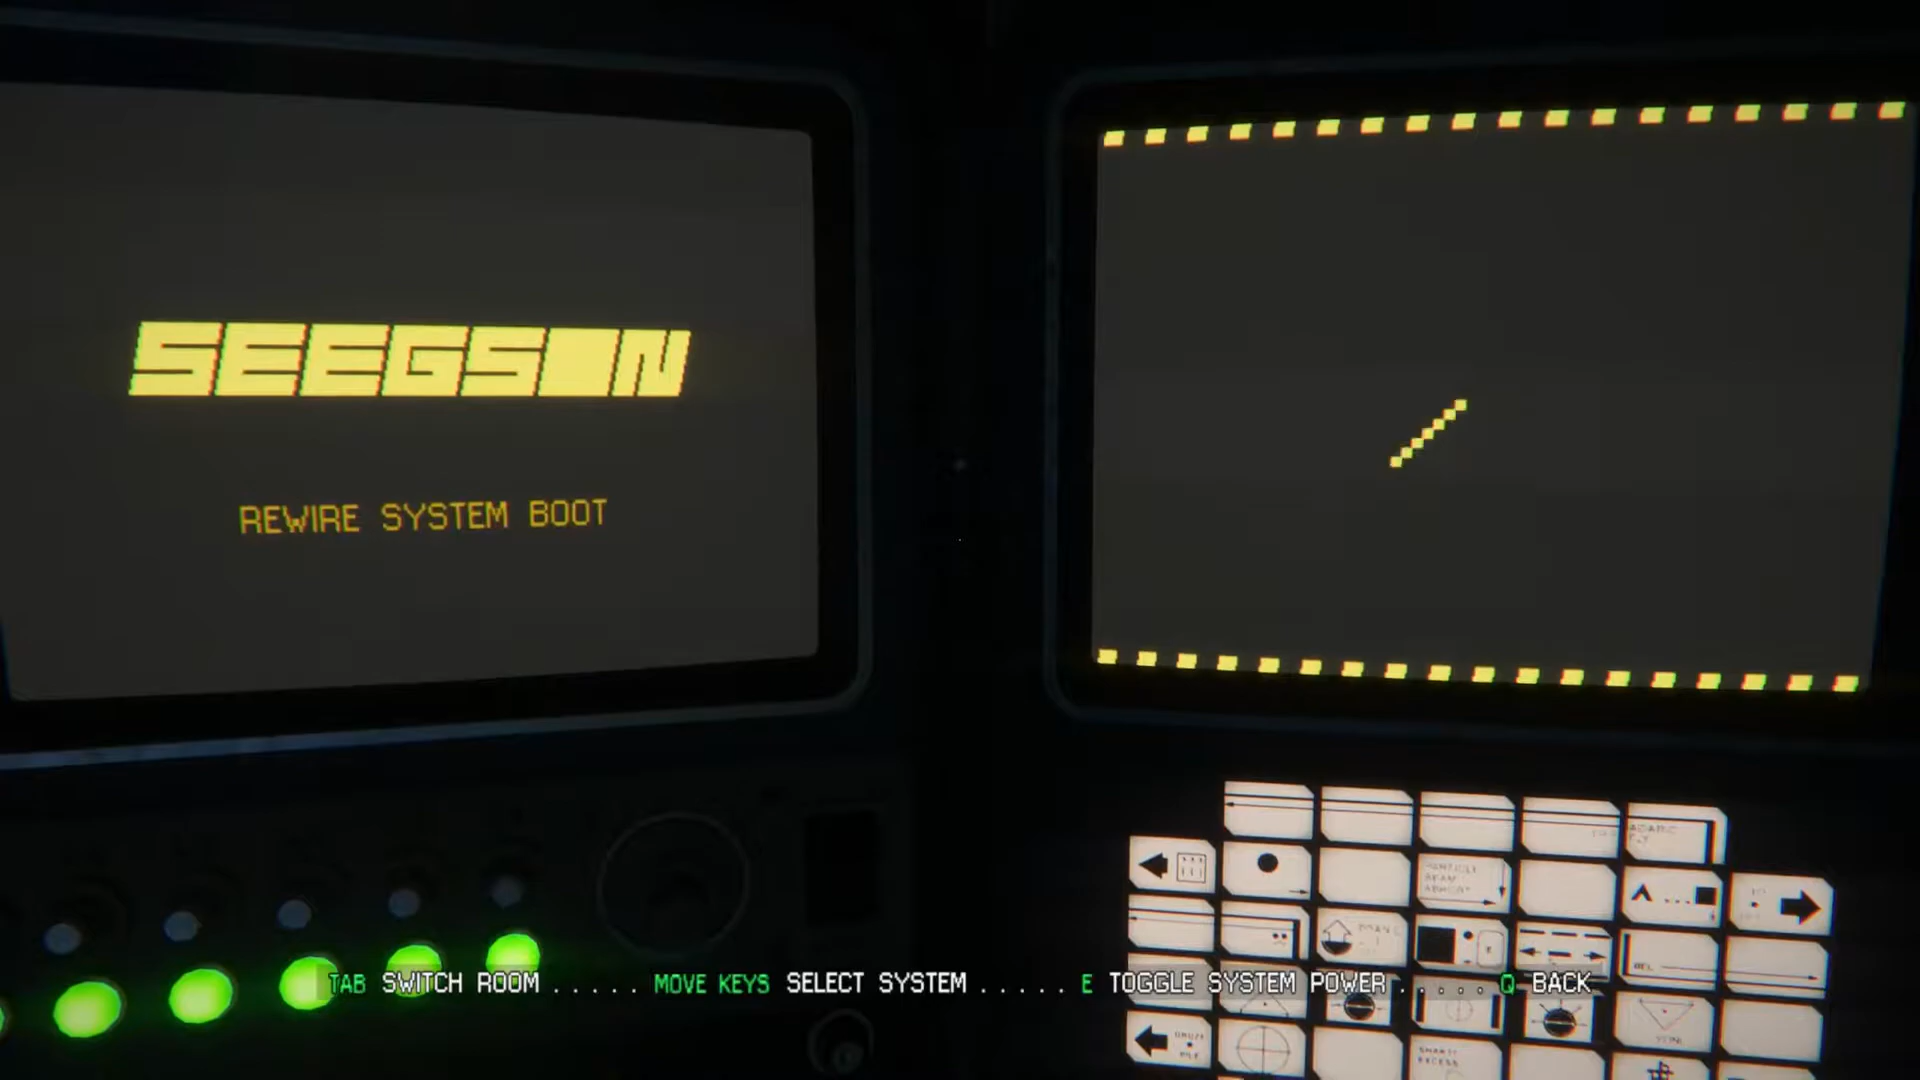 SEEGSON
REWIRE SYSTEM BOOT
TAB SWITCH ROOM ..... MOVE KEYS SELECT SYSTEM ...... E TOGGLE SYSTEM POWER ...... Q BACK